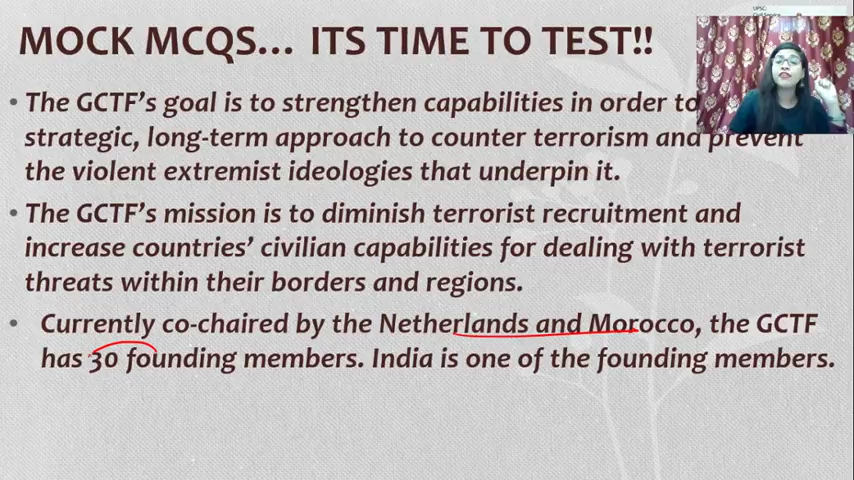 MOCK MCQS... ITS TIME TO TEST!!
UPSC
• The GCTF's goal is to strengthen capabilities in order to
strategic, long-term approach to counter terrorism and prevent
the violent extremist ideologies that underpin it.
• The GCTF's mission is to diminish terrorist recruitment and
increase countries' civilian capabilities for dealing with terrorist
threats within their borders and regions.
• Currently co-chaired by the Netherlands and Morocco, the GCTF
has 30 founding members. India is one of the founding members.